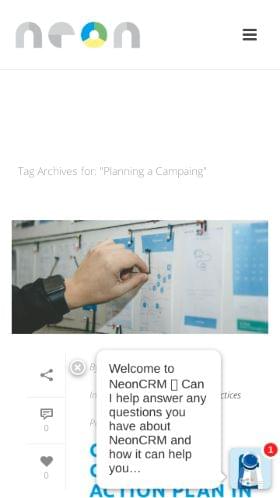 neon
Tag Archives for: "Planning a Campaing"
By
In
ctices
0
0
Welcome to
NeonCRM ▯ Can
I help answer any
questions you
have about
NeonCRM and
how it can help
you...
1
ACTION PLAN IN